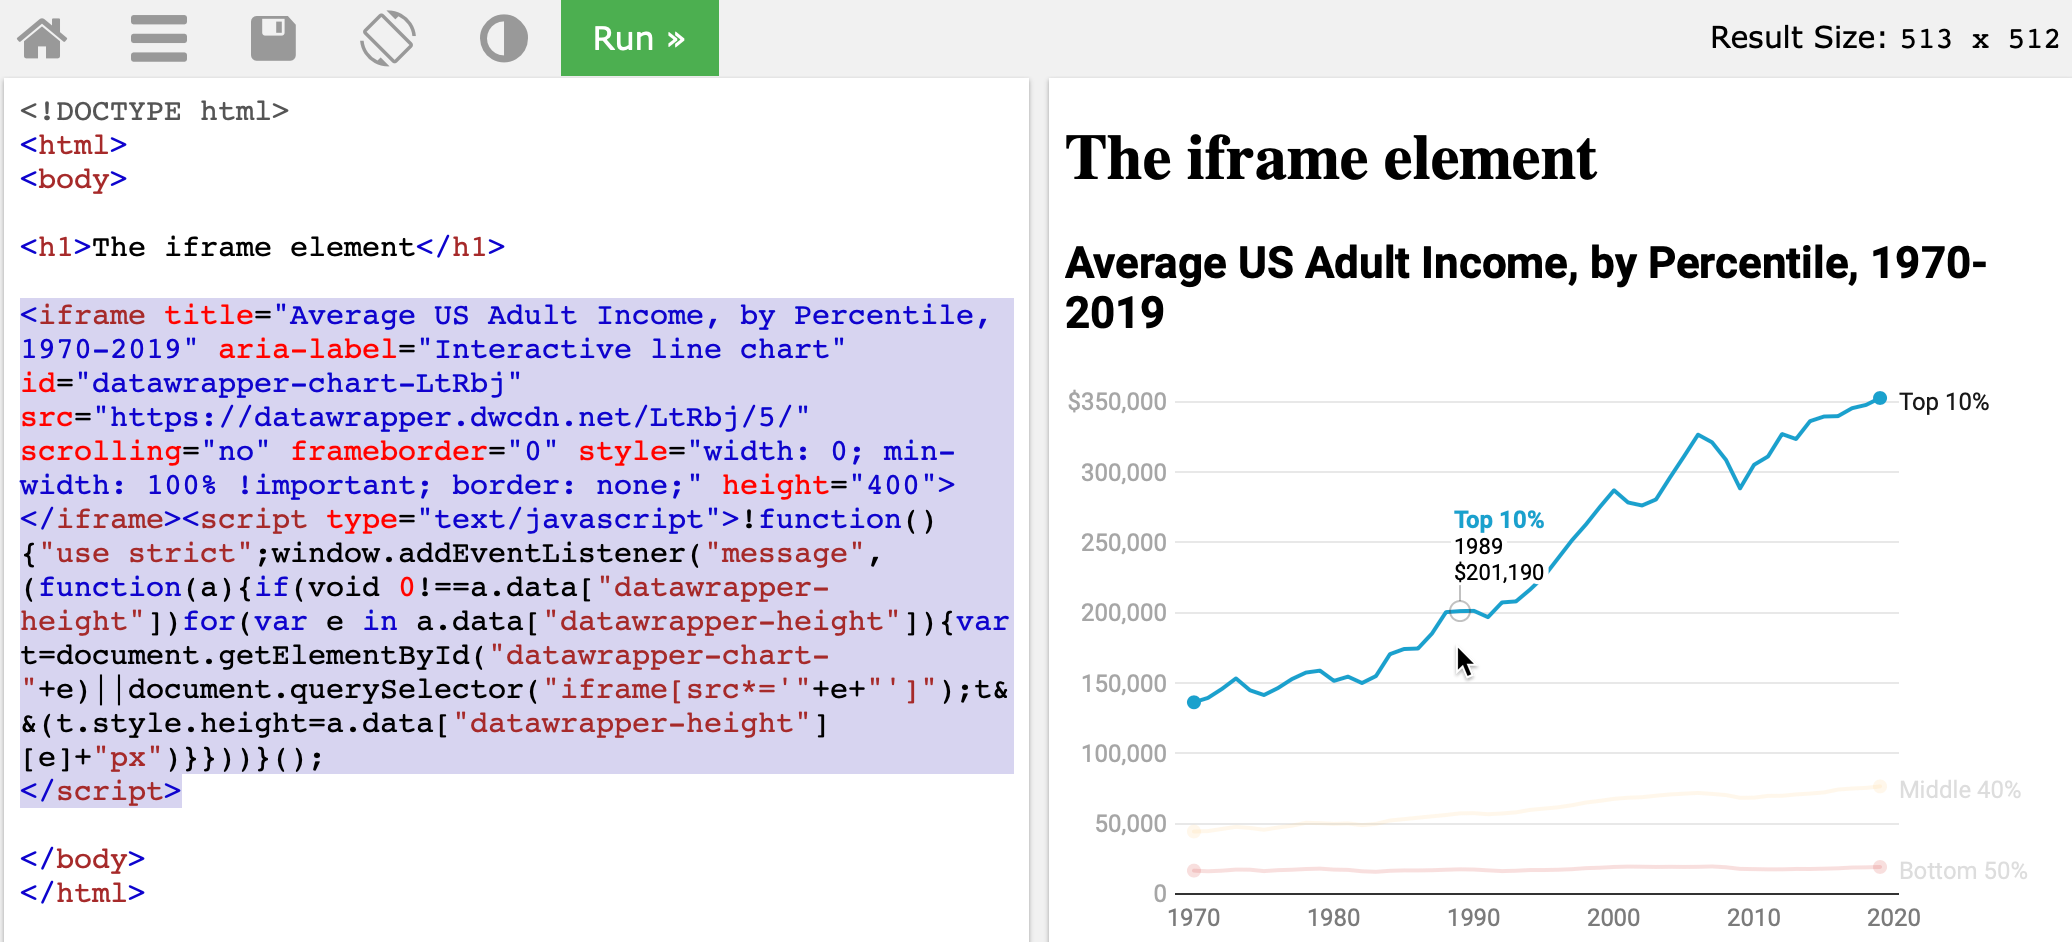 Run »
Result Size: 513 x 512
<!DOCTYPE html>
<html>
<body>
<h1>The iframe element</h1>
<iframe title="Average US Adult Income, by Percentile,
1970-2019" aria-label="Interactive line chart"
id="datawrapper-chart-LtRbj"
src="https://datawrapper.dwcdn.net/LtRbj/5/"
scrolling="no" frameborder="0" style="width: 0; min-
width: 100% !important; border: none;" height="400">
</iframe><script type="text/javascript">!function()
{"use strict";window.addEventListener("message",
(function(a){if(void 0!==a.data["datawrapper-
height"])for(var e in a.data["datawrapper-height"]){var
t=document.getElementById("datawrapper-chart-
"+e)||document.querySelector("iframe[src*='"+e+"']");t&
&(t.style.height=a.data["datawrapper-height"]
[e]+"px")}}))}();
</script>
</body>
</html>
The iframe element
Average US Adult Income, by Percentile, 1970-
2019
$350,000
Top 10%
300,000
Top 10%
1989
$201,190
250,000
200,000
150,000
100,000
Middle 40%
50,000
Bottom 50%
0
1970 1980 1990 2000 2010 2020